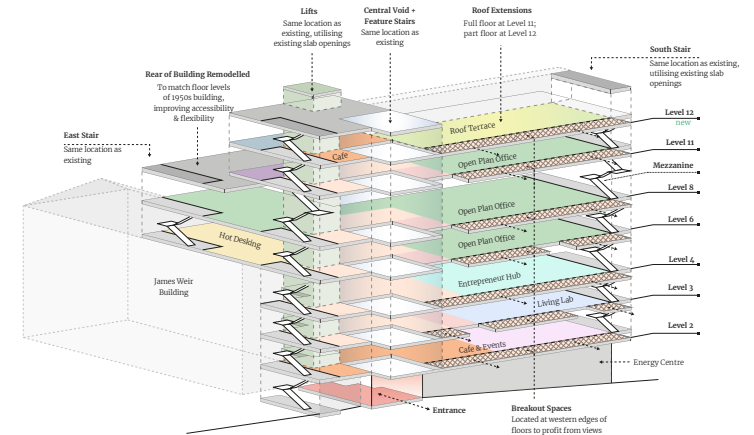 Lifts
Same location as
existing, utilising
existing slab openings
Central Void +
Feature Stairs
Same location as
existing
Roof Extensions
Full floor at Level 11;
part floor at Level 12
South Stair
Same location as existing,
utilising existing slab
openings
Rear of Building Remodelled
To match floor levels
of 1950s building,
improving accessibility
& flexibility
East Stair
Same location as
existing
Level 12
new
Level 11
Mezzanine
Level 8
Level 6
Level 4
Level 3
Level 2
Roof Terrace
Cafe
Open Plan Office
Open Plan Office
Hot Desking
Open Plan Office
Entrepreneur Hub
Living Lab
Cafe & Events
James Weir
Building
Energy Centre
Entrance
Breakout Spaces
Located at western edges of
floors to profit from views